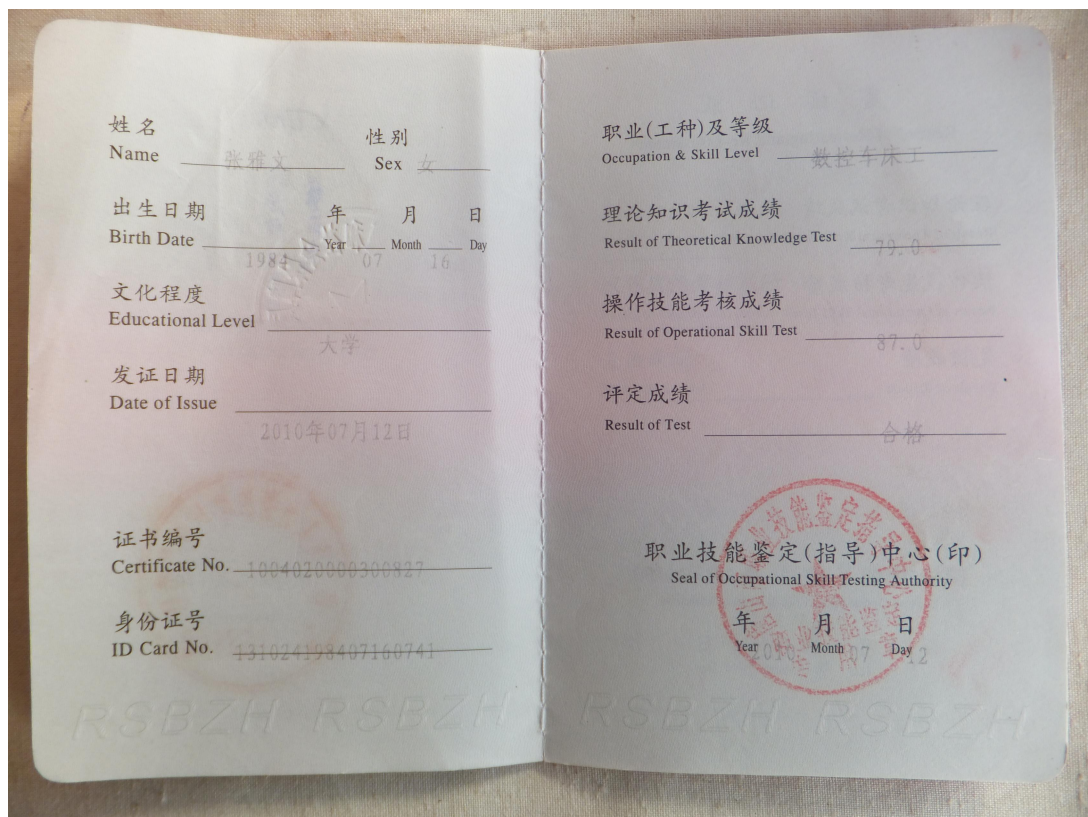 姓名 性别
Name 张雅文 Sex 女
出生日期 年 月 日
Birth Date Year Month Day
1984 07 16
文化程度
Educational Level
大学
发证日期
Date of Issue
2010年07月12日
证书编号
Certificate No. 1004020000300827
身份证号
ID Card No. 131024198407160741
RSBZH RSBZH
职业(工种)及等级
Occupation & Skill Level 数控车床工
理论知识考试成绩
Result of Theoretical Knowledge Test 79.0
操作技能考核成绩
Result of Operational Skill Test 87.0
评定成绩
Result of Test 合格
职业技能鉴定(指导)中心(印)
Seal of Occupational Skill Testing Authority
年 月 日
Year Month Day
2010 07 12
RSBZH RSBZH